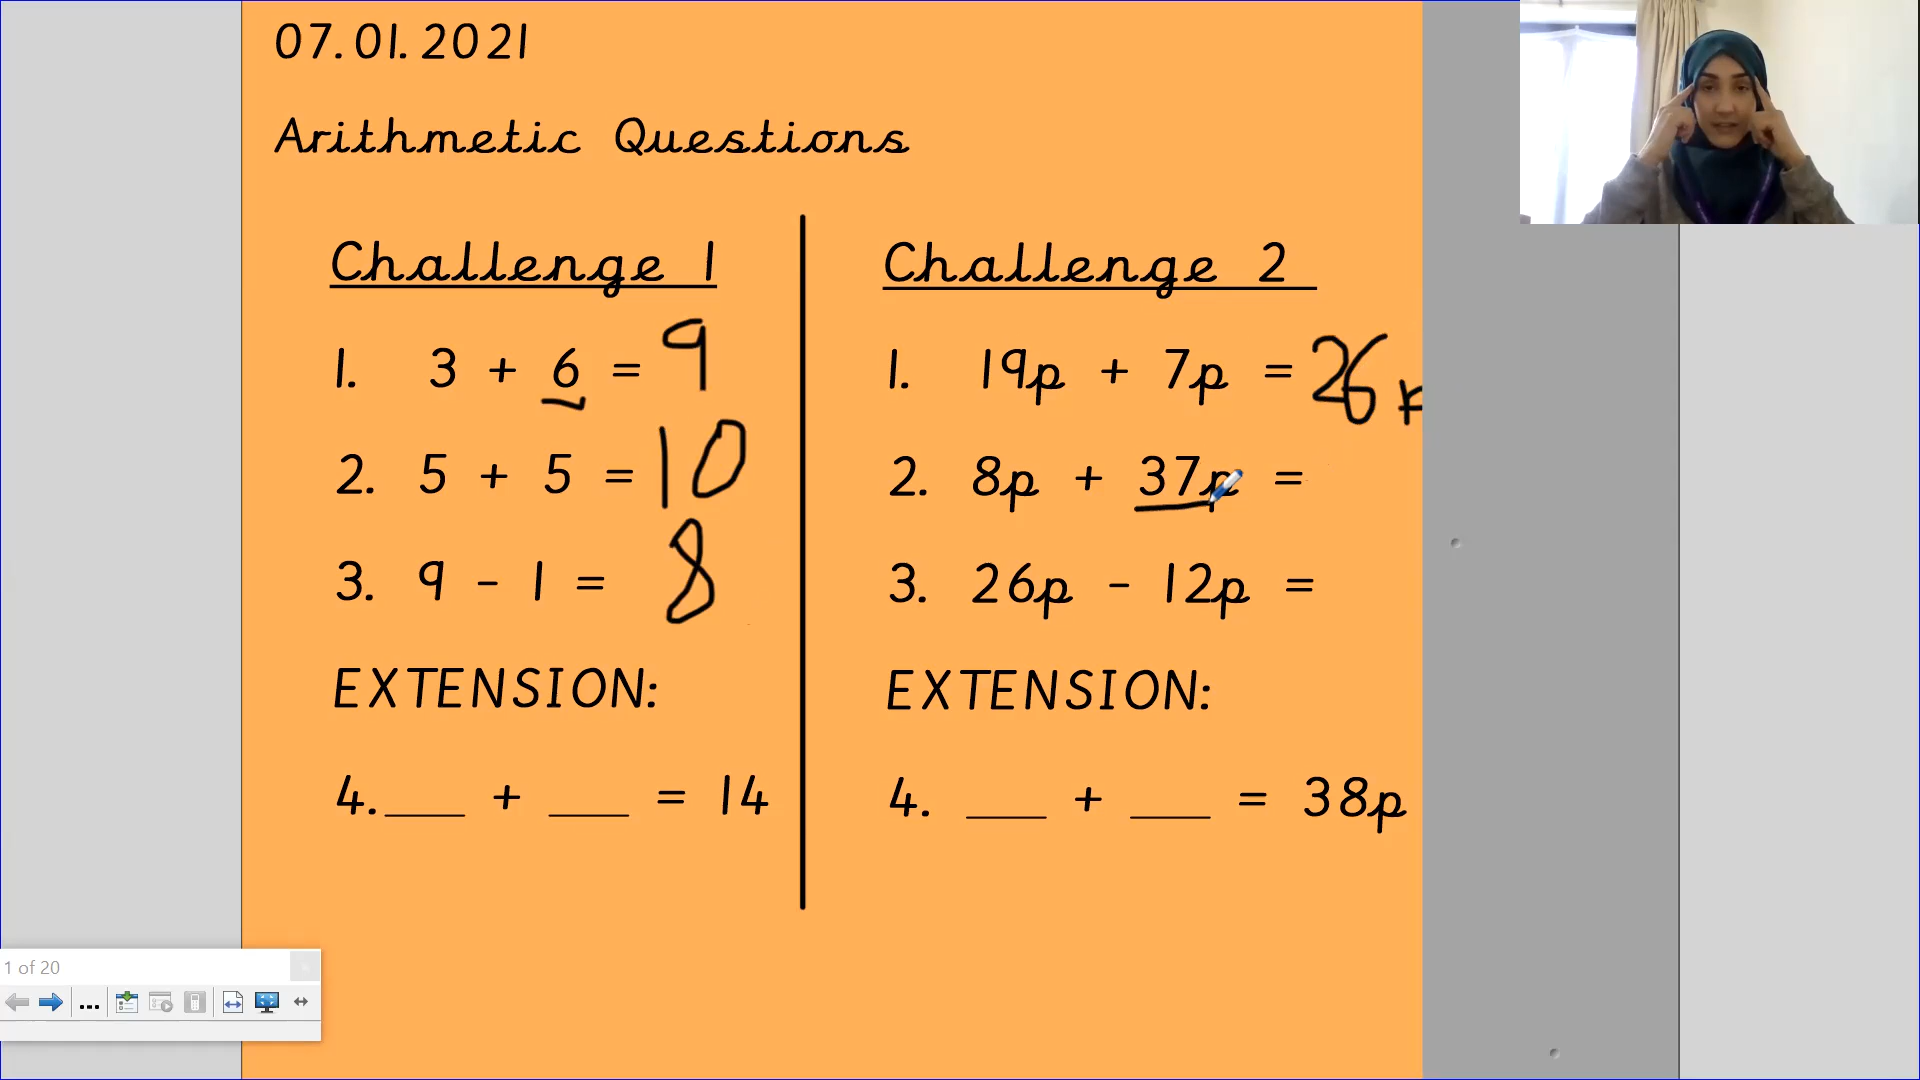 07.01.2021
Arithmetic Questions
Challenge 1
1. 3 + 6 = 9
2. 5 + 5 = 10
3. 9 - 1 = 8
EXTENSION:
4.___ + ___ = 14
Challenge 2
1. 19p + 7p = 26p
2. 8p + 37p =
3. 26p - 12p =
EXTENSION:
4. ___ + ___ = 38p
1 of 20
...